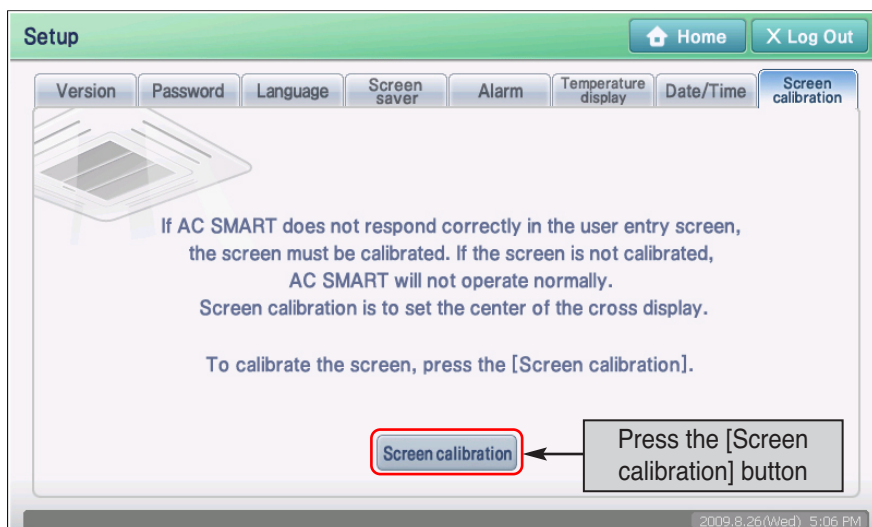 Setup
Home
X Log Out
Version
Password
Language
Screen
saver
Alarm
Temperature
display
Date/Time
Screen
calibration
If AC SMART does not respond correctly in the user entry screen,
the screen must be calibrated. If the screen is not calibrated,
AC SMART will not operate normally.
Screen calibration is to set the center of the cross display.
To calibrate the screen, press the [Screen calibration].
Screen calibration
Press the [Screen
calibration] button
2009.8.26(Wed) 5:06 PM